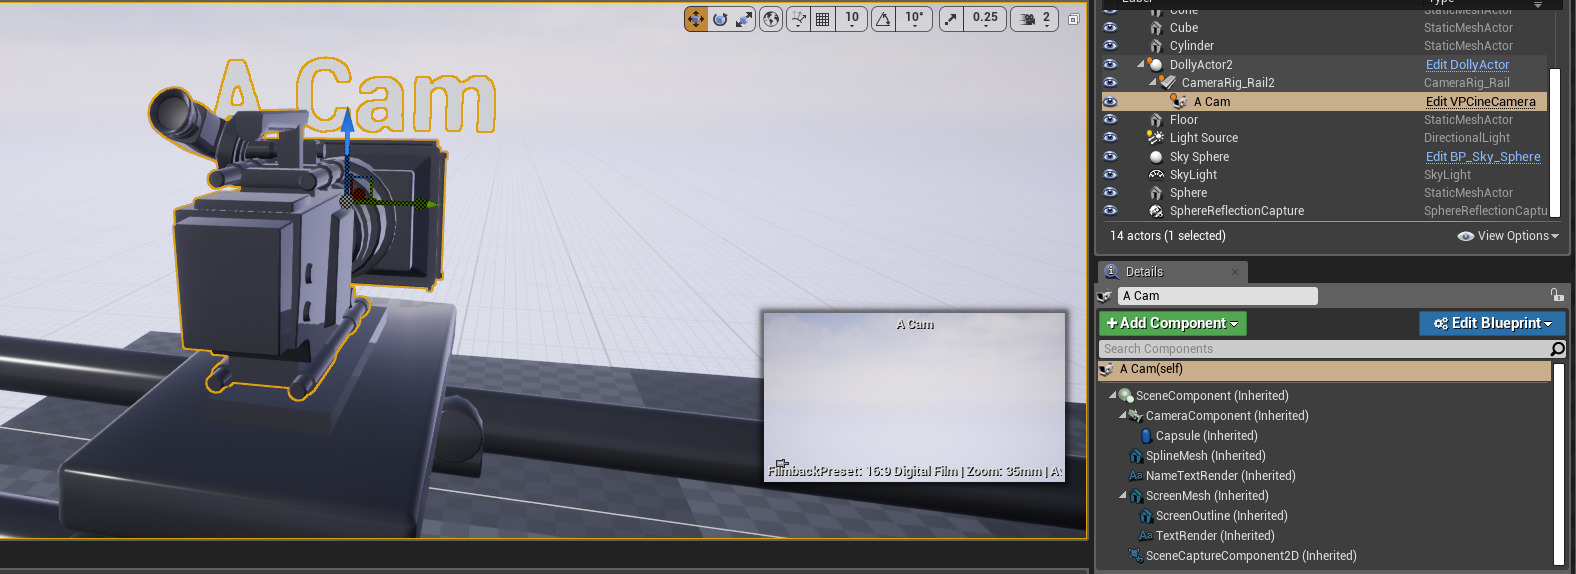 10
10°
0.25
2
A Cam
A Cam
FilmbackPreset: 16:9 Digital Film | Zoom: 35mm | A
Label
Type
Cone
StaticMeshActor
Cube
StaticMeshActor
Cylinder
StaticMeshActor
DollyActor2
Edit DollyActor
CameraRig_Rail2
CameraRig_Rail
A Cam
Edit VPCineCamera
Floor
StaticMeshActor
Light Source
DirectionalLight
Sky Sphere
Edit BP_Sky_Sphere
SkyLight
SkyLight
Sphere
StaticMeshActor
SphereReflectionCapture
SphereReflectionCaptu
14 actors (1 selected)
View Options
Details
A Cam
+Add Component
Edit Blueprint
Search Components
A Cam(self)
SceneComponent (Inherited)
CameraComponent (Inherited)
Capsule (Inherited)
SplineMesh (Inherited)
Aa NameTextRender (Inherited)
ScreenMesh (Inherited)
ScreenOutline (Inherited)
Aa TextRender (Inherited)
SceneCaptureComponent2D (Inherited)